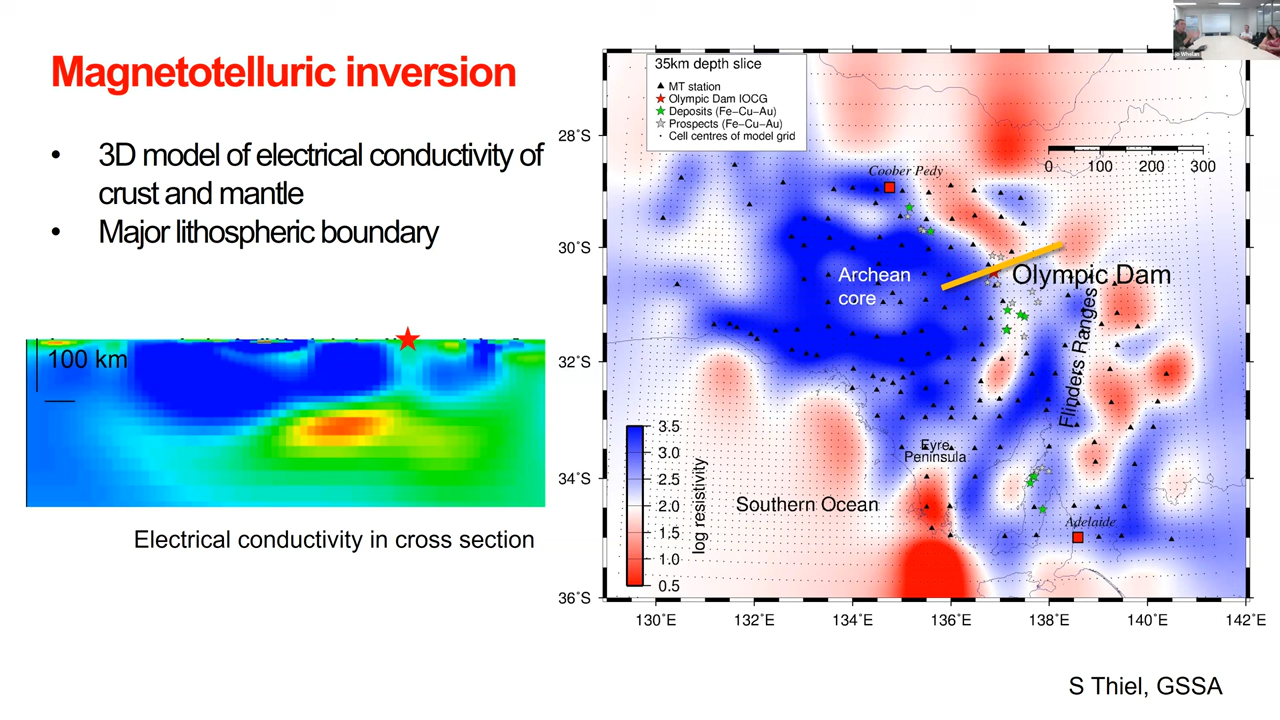 Magnetotelluric inversion
• 3D model of electrical conductivity of
crust and mantle
• Major lithospheric boundary
100 km
Electrical conductivity in cross section
35km depth slice
MT station
Olympic Dam IOCG
Deposits (Fe−Cu−Au)
Prospects (Fe−Cu−Au)
Cell centres of model grid
0 100 200 300
Coober Pedy
Archean
core
Olympic Dam
Flinders Ranges
Eyre
Peninsula
Southern Ocean
Adelaide
3.5
3.0
2.5
2.0
1.5
1.0
0.5
log resistivity
28°S
30°S
32°S
34°S
36°S
130°E 132°E 134°E 136°E 138°E 140°E 142°E
S Thiel, GSSA